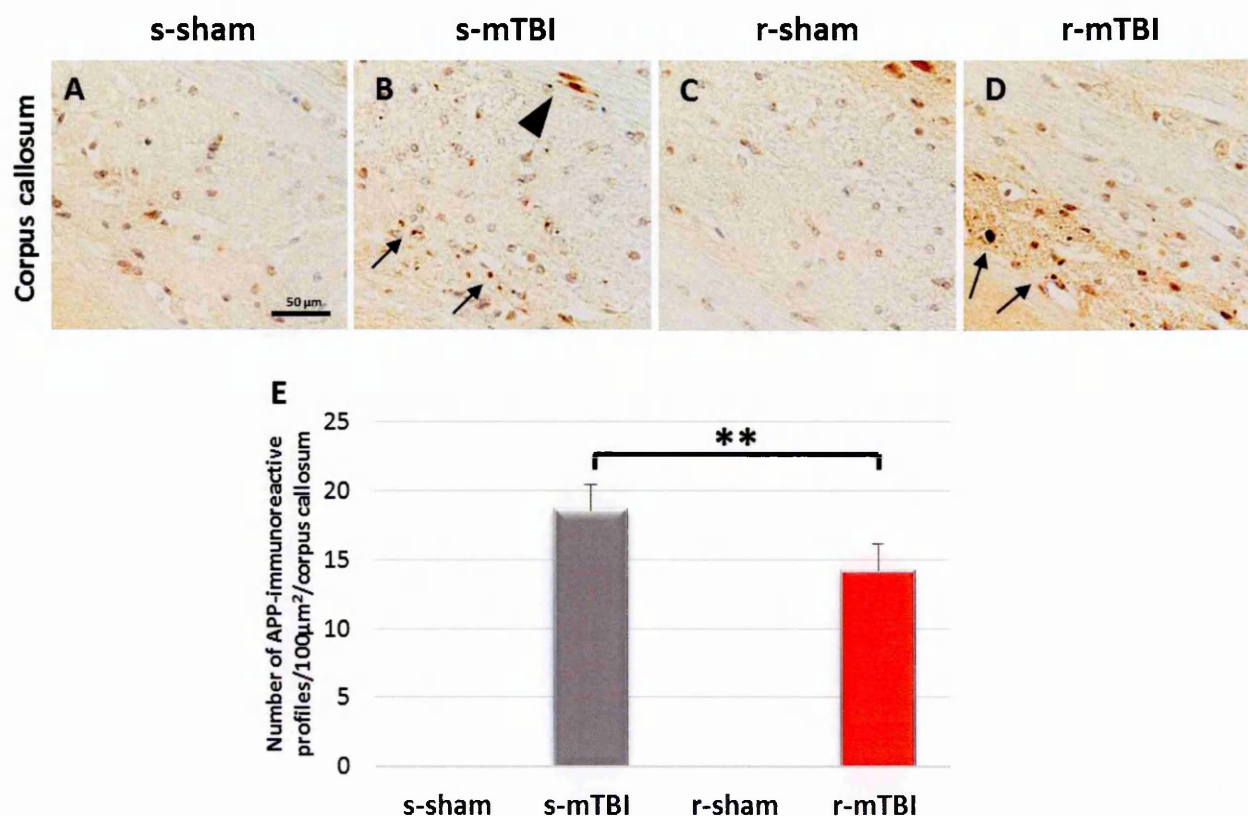 s-sham s-mTBI r-sham r-mTBI
Corpus callosum
A B C D
50 µm
E
Number of APP-immunoreactive
profiles/100µm²/corpus callosum
25
**
20
15
10
5
0
s-sham s-mTBI r-sham r-mTBI